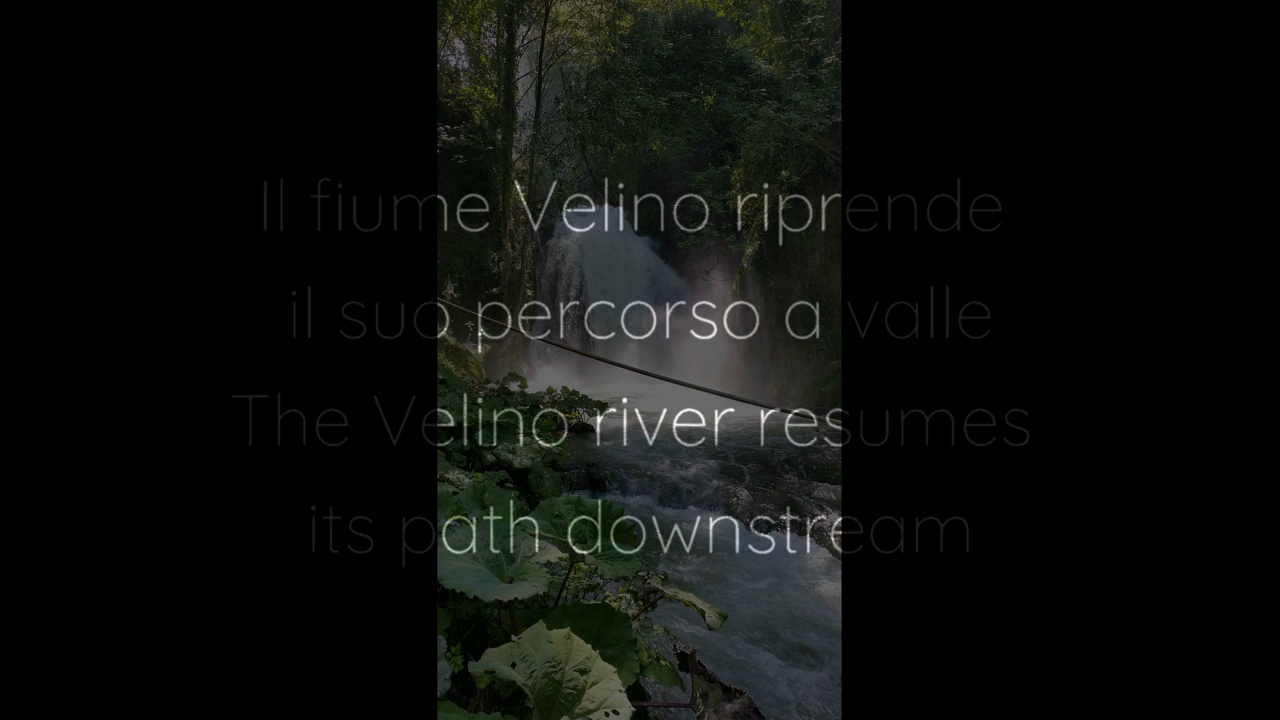 Il fiume Velino riprende
il suo percorso a valle
The Velino river resumes
its path downstream